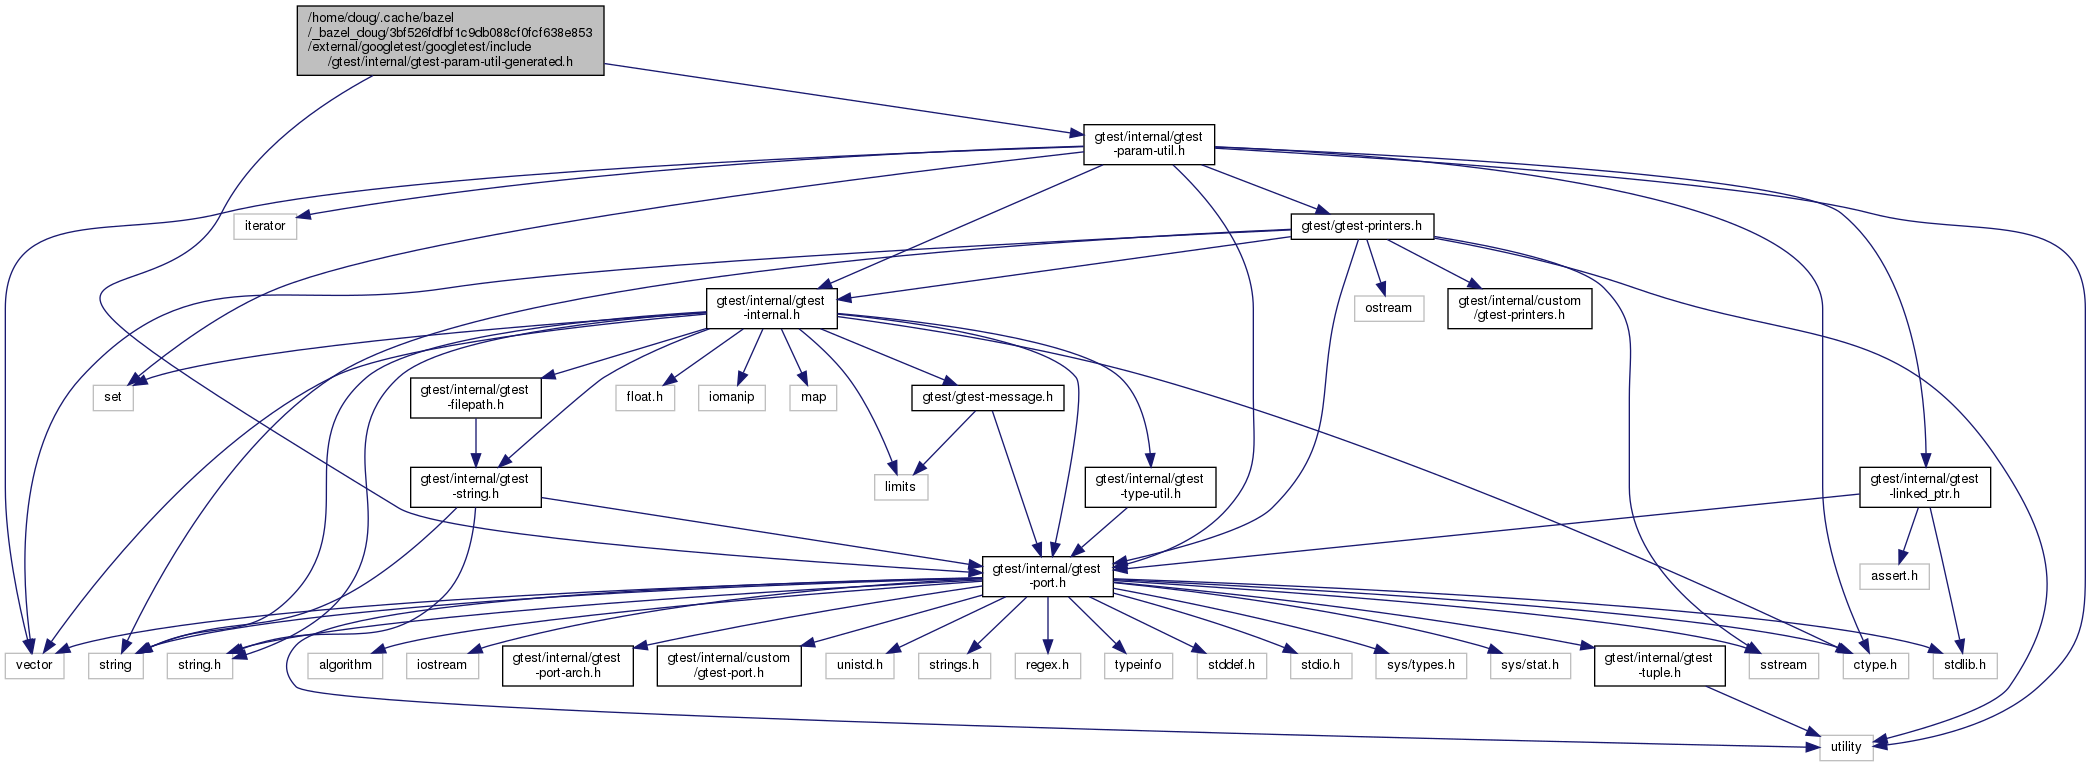 /home/doug/.cache/bazel
/_bazel_doug/3bf526fdfbf1c9db088cf0fcf638e853
/external/googletest/googletest/include
/gtest/internal/gtest-param-util-generated.h
gtest/internal/gtest
-param-util.h
iterator
gtest/gtest-printers.h
gtest/internal/gtest
-internal.h
ostream
gtest/internal/custom
/gtest-printers.h
set
gtest/internal/gtest
-filepath.h
float.h
iomanip
map
gtest/gtest-message.h
gtest/internal/gtest
-string.h
limits
gtest/internal/gtest
-type-util.h
gtest/internal/gtest
-linked_ptr.h
gtest/internal/gtest
-port.h
assert.h
vector
string
string.h
algorithm
iostream
gtest/internal/gtest
-port-arch.h
gtest/internal/custom
/gtest-port.h
unistd.h
strings.h
regex.h
typeinfo
stddef.h
stdio.h
sys/types.h
sys/stat.h
gtest/internal/gtest
-tuple.h
sstream
ctype.h
stdlib.h
utility